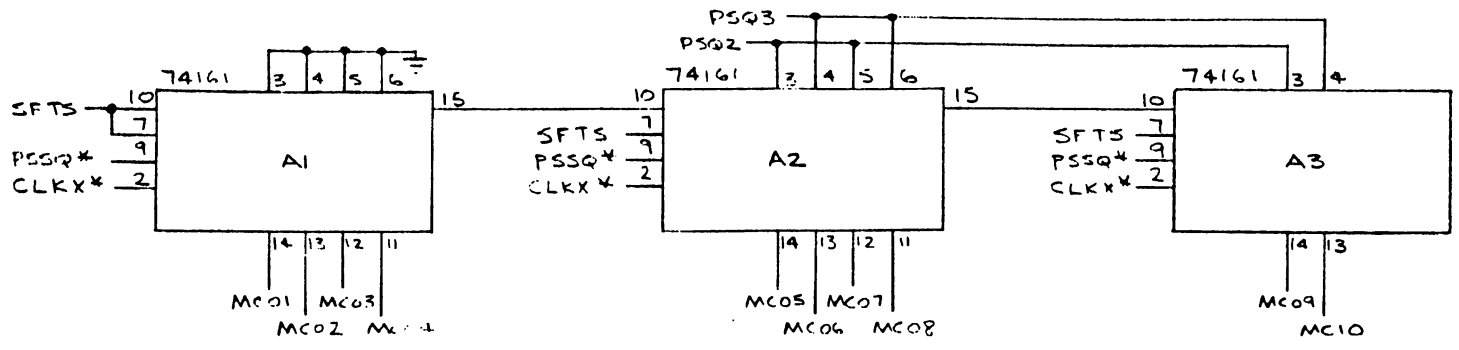 PSQ3
PSQ2
74161 3 4 5 6
74161 3 4 5 6
74161 3 4
SFTS 10 15
7
PSSQ* 9
CLKX* 2
A1
10 15
SFTS 7
PSSQ* 9
CLKX* 2
A2
10
SFTS 7
PSSQ* 9
CLKX* 2
A3
14 13 12 11
14 13 12 11
14 13
MC01 MC03
MC02
MC05 MC07
MC06 MC08
MC09
MC10